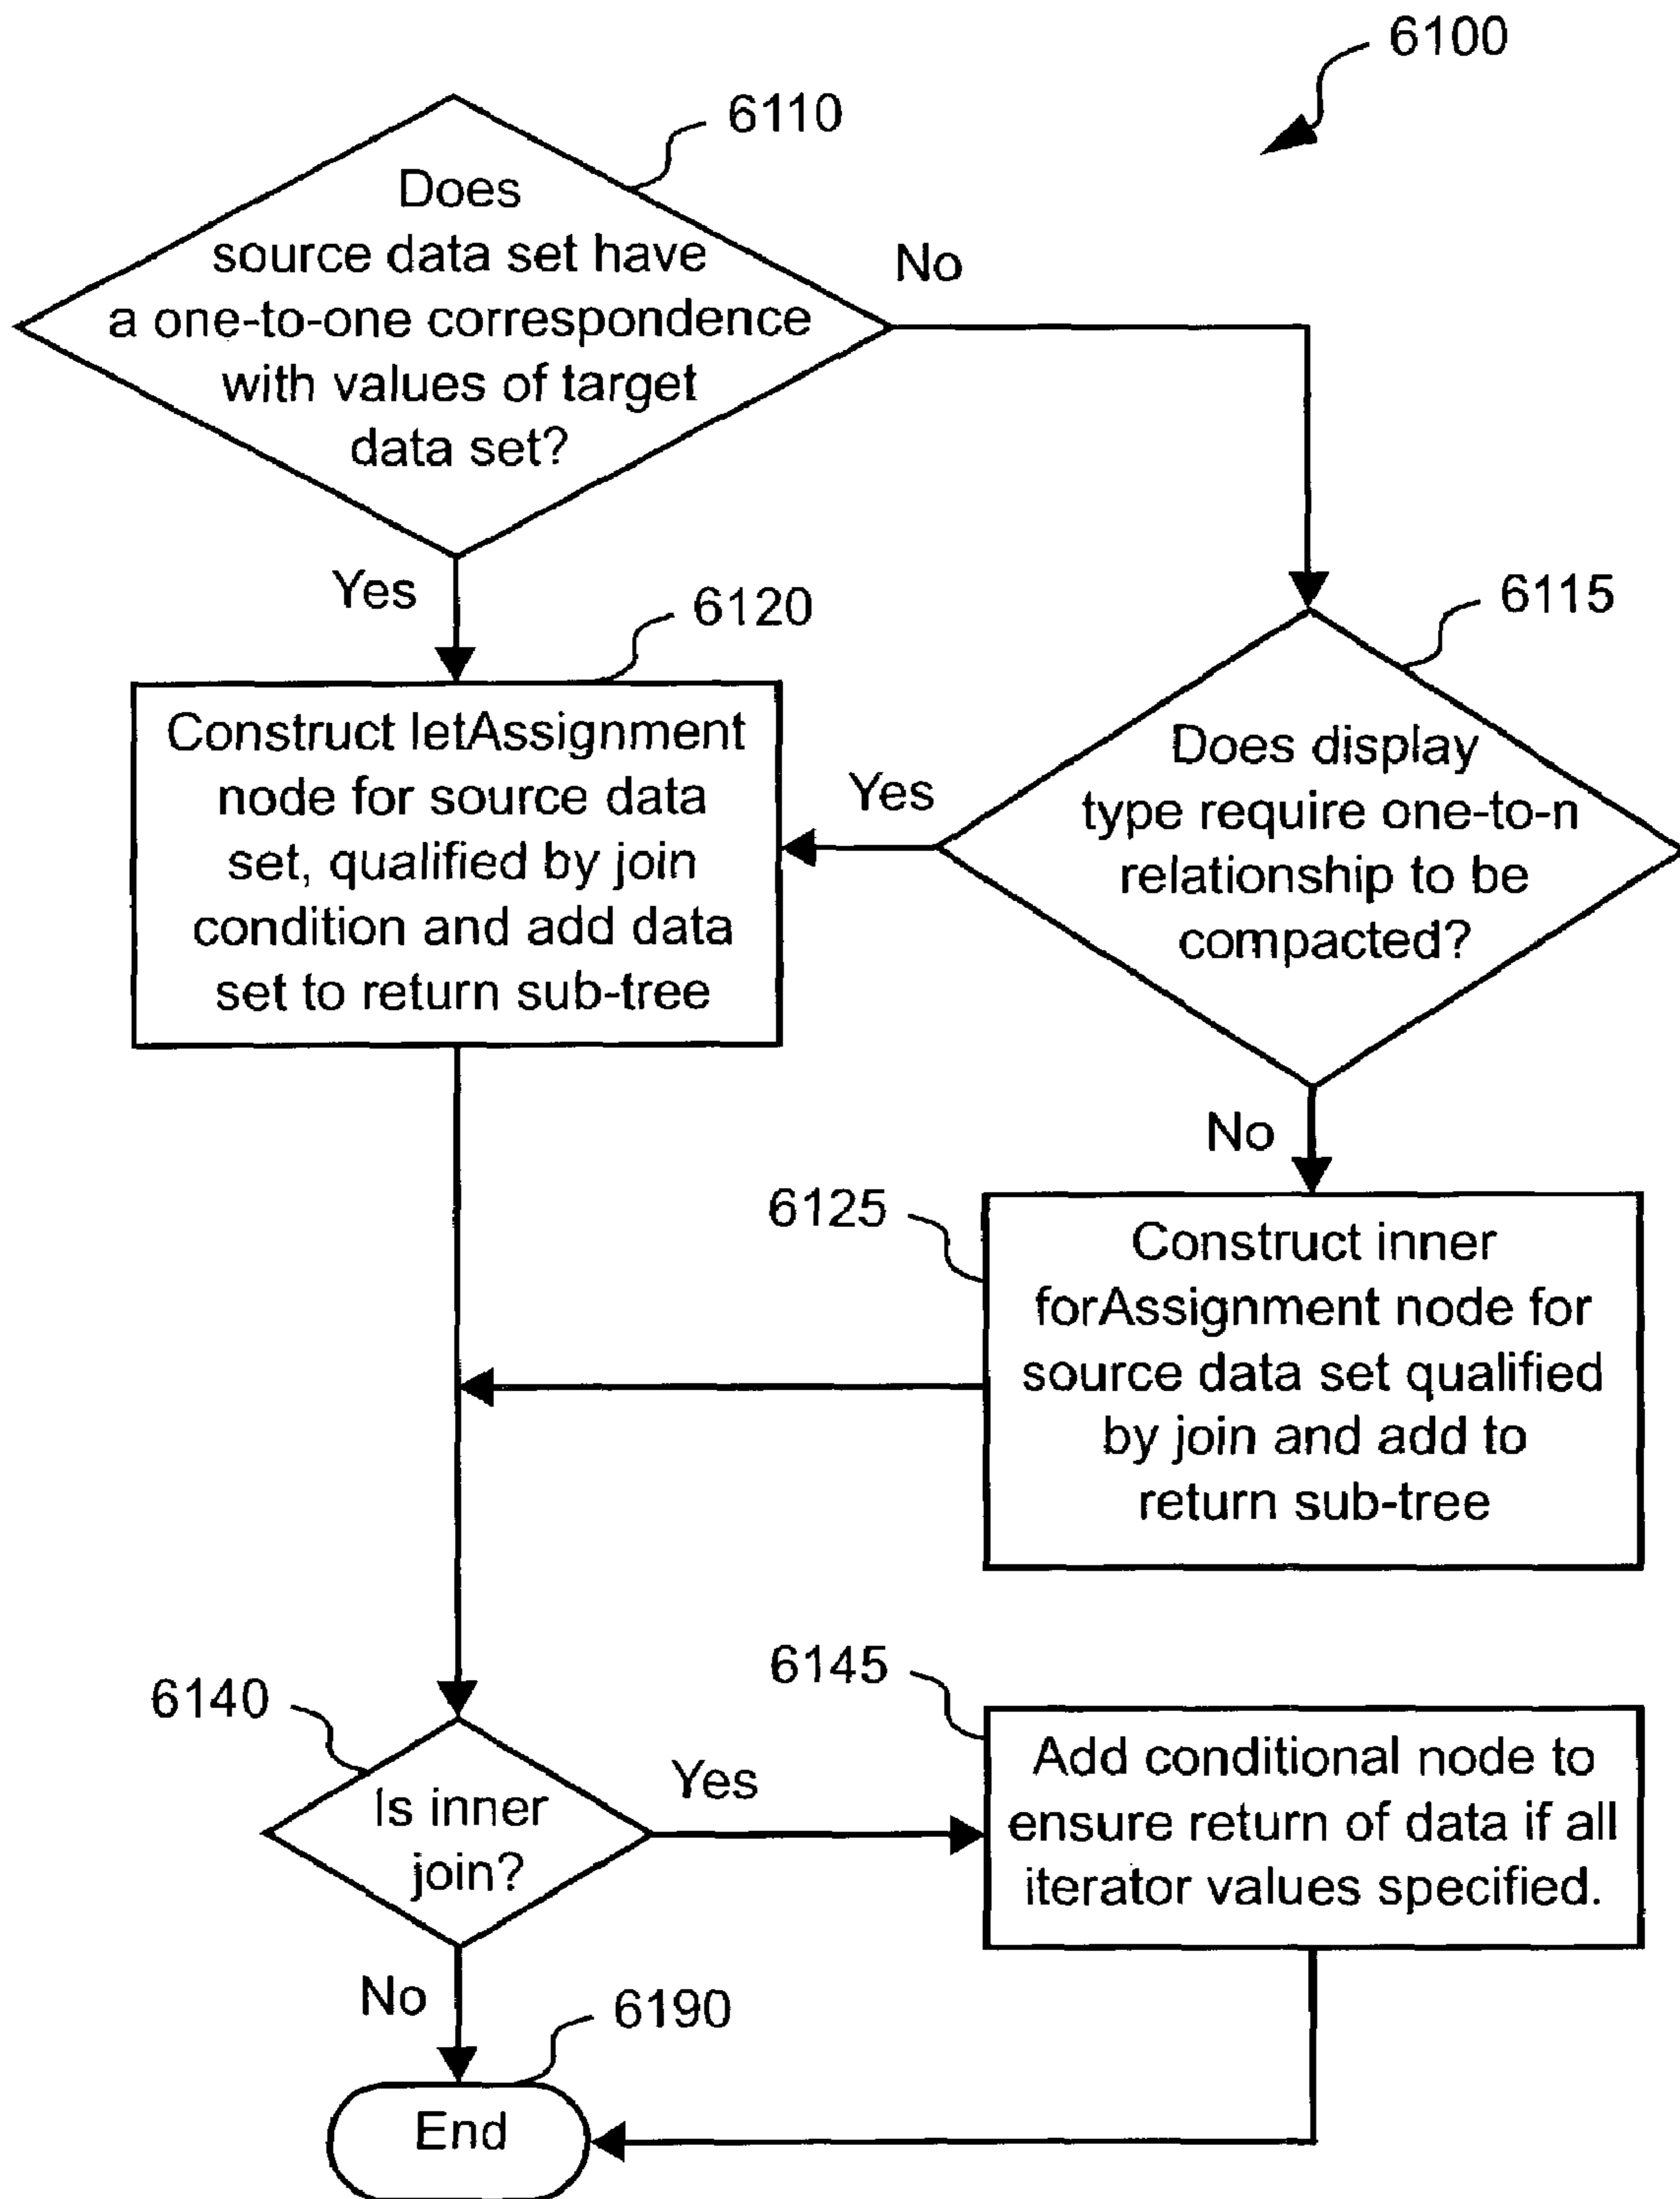 6100
6110
Does
source data set have
a one-to-one correspondence
with values of target
data set?
No
Yes
6120
Construct letAssignment
node for source data
set, qualified by join
condition and add data
set to return sub-tree
6115
Does display
type require one-to-n
relationship to be
compacted?
Yes
No
6125
Construct inner
forAssignment node for
source data set qualified
by join and add to
return sub-tree
6140
Is inner
join?
Yes
6145
Add conditional node to
ensure return of data if all
iterator values specified.
No
6190
End